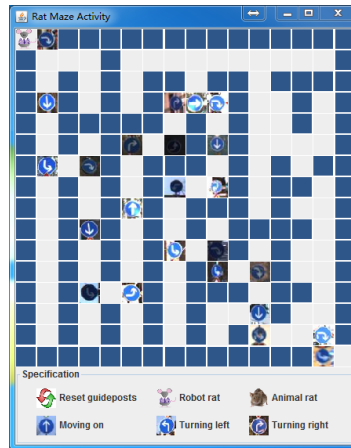 Rat Maze Activity
Specification
Reset guideposts
Robot rat
Animal rat
Moving on
Turning left
Turning right